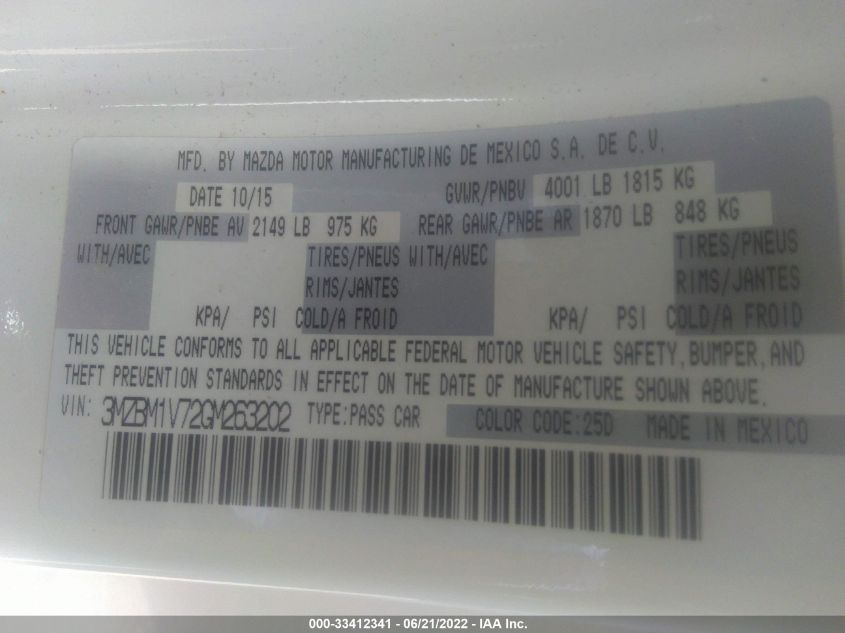 MFD. BY MAZDA MOTOR MANUFACTURING DE MEXICO S.A. DE C.V.
DATE 10/15 GVWR/PNBV 4001 LB 1815 KG
FRONT GAWR/PNBE AV 2149 LB 975 KG REAR GAWR/PNBE AR 1870 LB 848 KG
WITH/AVEC TIRES/PNEUS WITH/AVEC TIRES/PNEUS
RIMS/JANTES RIMS/JANTES
KPA/ PSI COLD/A FROID KPA/ PSI COLD/A FROID
THIS VEHICLE CONFORMS TO ALL APPLICABLE FEDERAL MOTOR VEHICLE SAFETY, BUMPER, AND
THEFT PREVENTION STANDARDS IN EFFECT ON THE DATE OF MANUFACTURE SHOWN ABOVE.
VIN: 3MZBM1V72GM263202 TYPE:PASS CAR COLOR CODE:25D MADE IN MEXICO
000-33412341 - 06/21/2022 - IAA Inc.